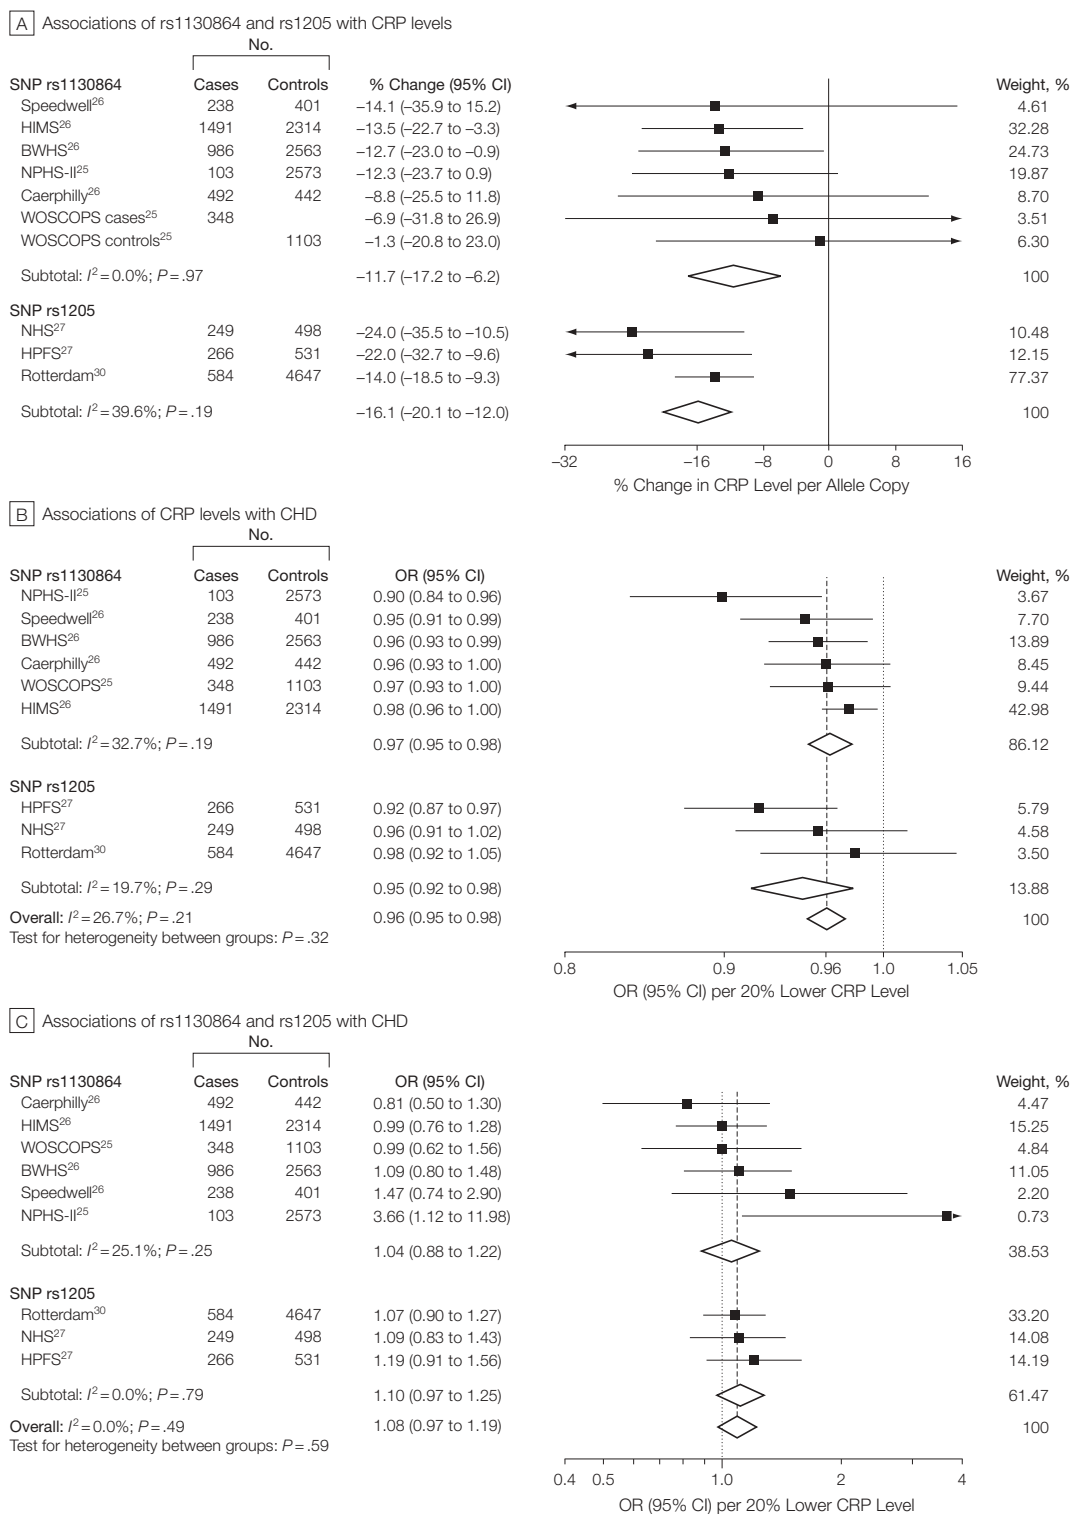 A Associations of rs1130864 and rs1205 with CRP levels
No.
SNP rs1130864 Cases Controls % Change (95% CI) Weight, %
Speedwell26 238 401 –14.1 (–35.9 to 15.2) 4.61
HIMS26 1491 2314 –13.5 (–22.7 to –3.3) 32.28
BWHS26 986 2563 –12.7 (–23.0 to –0.9) 24.73
NPHS-II25 103 2573 –12.3 (–23.7 to 0.9) 19.87
Caerphilly26 492 442 –8.8 (–25.5 to 11.8) 8.70
WOSCOPS cases25 348 –6.9 (–31.8 to 26.9) 3.51
WOSCOPS controls25 1103 –1.3 (–20.8 to 23.0) 6.30
Subtotal: I2 = 0.0%; P = .97 –11.7 (–17.2 to –6.2) 100
SNP rs1205
NHS27 249 498 –24.0 (–35.5 to –10.5) 10.48
HPFS27 266 531 –22.0 (–32.7 to –9.6) 12.15
Rotterdam30 584 4647 –14.0 (–18.5 to –9.3) 77.37
Subtotal: I2 = 39.6%; P = .19 –16.1 (–20.1 to –12.0) 100
–32 –16 –8 0 8 16
% Change in CRP Level per Allele Copy
B Associations of CRP levels with CHD
No.
SNP rs1130864 Cases Controls OR (95% CI) Weight, %
NPHS-II25 103 2573 0.90 (0.84 to 0.96) 3.67
Speedwell26 238 401 0.95 (0.91 to 0.99) 7.70
BWHS26 986 2563 0.96 (0.93 to 0.99) 13.89
Caerphilly26 492 442 0.96 (0.93 to 1.00) 8.45
WOSCOPS25 348 1103 0.97 (0.93 to 1.00) 9.44
HIMS26 1491 2314 0.98 (0.96 to 1.00) 42.98
Subtotal: I2 = 32.7%; P = .19 0.97 (0.95 to 0.98) 86.12
SNP rs1205
HPFS27 266 531 0.92 (0.87 to 0.97) 5.79
NHS27 249 498 0.96 (0.91 to 1.02) 4.58
Rotterdam30 584 4647 0.98 (0.92 to 1.05) 3.50
Subtotal: I2 = 19.7%; P = .29 0.95 (0.92 to 0.98) 13.88
Overall: I2 = 26.7%; P = .21 0.96 (0.95 to 0.98) 100
Test for heterogeneity between groups: P = .32
0.8 0.9 0.96 1.0 1.05
OR (95% CI) per 20% Lower CRP Level
C Associations of rs1130864 and rs1205 with CHD
No.
SNP rs1130864 Cases Controls OR (95% CI) Weight, %
Caerphilly26 492 442 0.81 (0.50 to 1.30) 4.47
HIMS26 1491 2314 0.99 (0.76 to 1.28) 15.25
WOSCOPS25 348 1103 0.99 (0.62 to 1.56) 4.84
BWHS26 986 2563 1.09 (0.80 to 1.48) 11.05
Speedwell26 238 401 1.47 (0.74 to 2.90) 2.20
NPHS-II25 103 2573 3.66 (1.12 to 11.98) 0.73
Subtotal: I2 = 25.1%; P = .25 1.04 (0.88 to 1.22) 38.53
SNP rs1205
Rotterdam30 584 4647 1.07 (0.90 to 1.27) 33.20
NHS27 249 498 1.09 (0.83 to 1.43) 14.08
HPFS27 266 531 1.19 (0.91 to 1.56) 14.19
Subtotal: I2 = 0.0%; P = .79 1.10 (0.97 to 1.25) 61.47
Overall: I2 = 0.0%; P = .49 1.08 (0.97 to 1.19) 100
Test for heterogeneity between groups: P = .59
0.4 0.5 1.0 2 4
OR (95% CI) per 20% Lower CRP Level